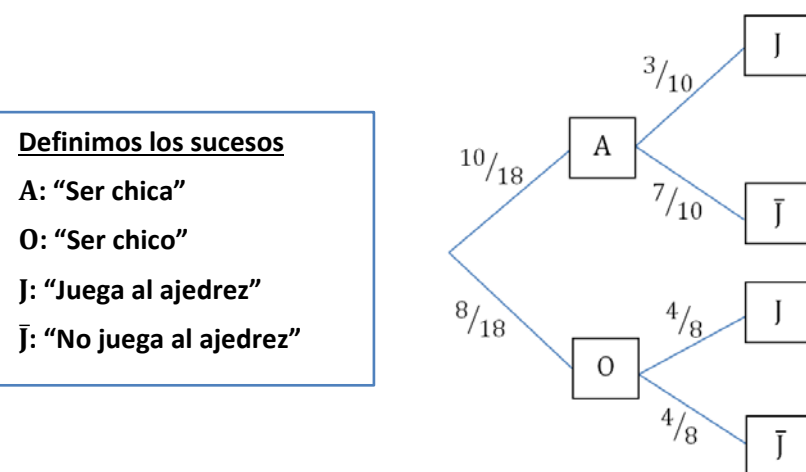 Definimos los sucesos
A: “Ser chica”
O: “Ser chico”
J: “Juega al ajedrez”
J̄: “No juega al ajedrez”
J
3/10
A
10/18
7/10
J̄
8/18
4/8
J
O
4/8
J̄